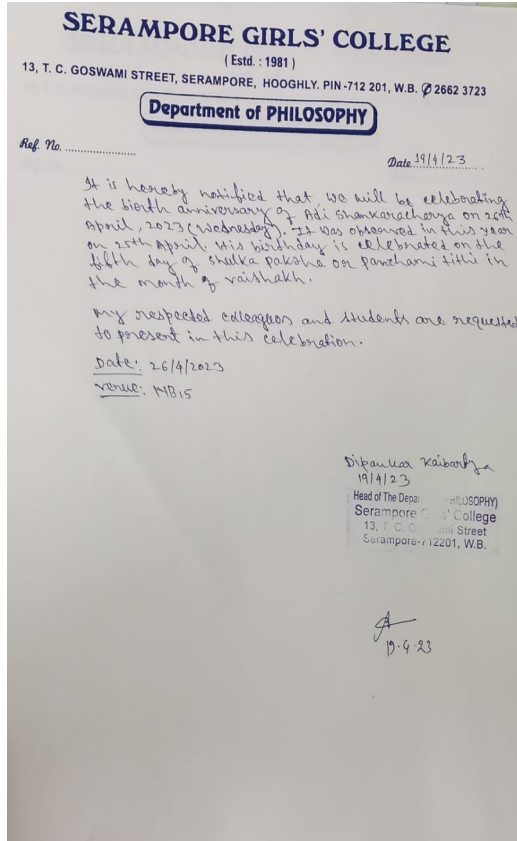 SERAMPORE GIRLS' COLLEGE
( Estd. : 1981 )
13, T. C. GOSWAMI STREET, SERAMPORE, HOOGHLY. PIN -712 201, W.B. ✆ 2662 3723
Department of PHILOSOPHY
Ref. No. ........................
Date 19/4/23
It is hereby notified that, we will be celebrating
the birth anniversary of Adi Shankaracharya on 26th
April, 2023 (Wednesday). It was observed in this year
on 25th April. His birthday is celebrated on the
fifth day of shulka paksha or panchami tithi in
the month of vaishakh.
My respected colleagues and students are requested
to present in this celebration.
Date: 26/4/2023
Venue: NB15
Dipankar Kaibartya
19/4/23
Head of The Depa HILOSOPHY)
Serampore G s' College
13, T. C. G mi Street
Serampore-712201, W.B.
19.4.23